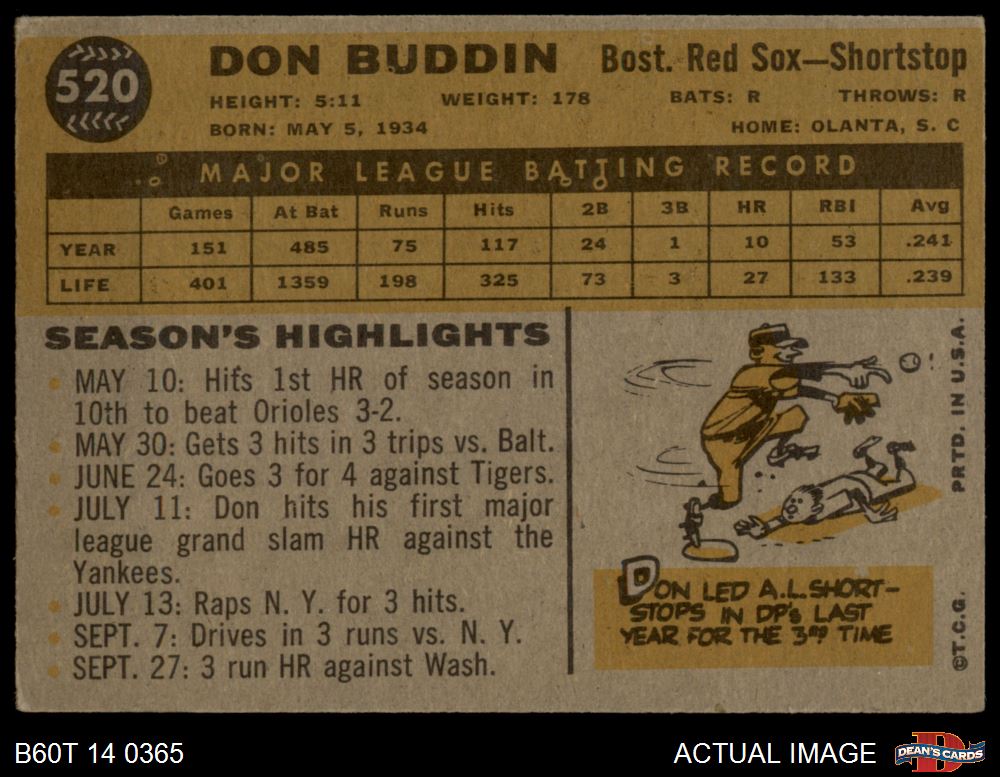 520
DON BUDDIN Bost. Red Sox—Shortstop
HEIGHT: 5:11 WEIGHT: 178 BATS: R THROWS: R
BORN: MAY 5, 1934 HOME: OLANTA, S. C
MAJOR LEAGUE BATTING RECORD
Games At Bat Runs Hits 2B 3B HR RBI Avg
YEAR 151 485 75 117 24 1 10 53 .241
LIFE 401 1359 198 325 73 3 27 133 .239
SEASON'S HIGHLIGHTS
MAY 10: Hits 1st HR of season in
10th to beat Orioles 3-2.
MAY 30: Gets 3 hits in 3 trips vs. Balt.
JUNE 24: Goes 3 for 4 against Tigers.
JULY 11: Don hits his first major
league grand slam HR against the
Yankees.
JULY 13: Raps N. Y. for 3 hits.
SEPT. 7: Drives in 3 runs vs. N. Y.
SEPT. 27: 3 run HR against Wash.
DON LED A.L. SHORT-
STOPS IN DP's LAST
YEAR FOR THE 3RD TIME
©T.C.G. PRTD. IN U.S.A.
B60T 14 0365 ACTUAL IMAGE
D
DEAN'S CARDS